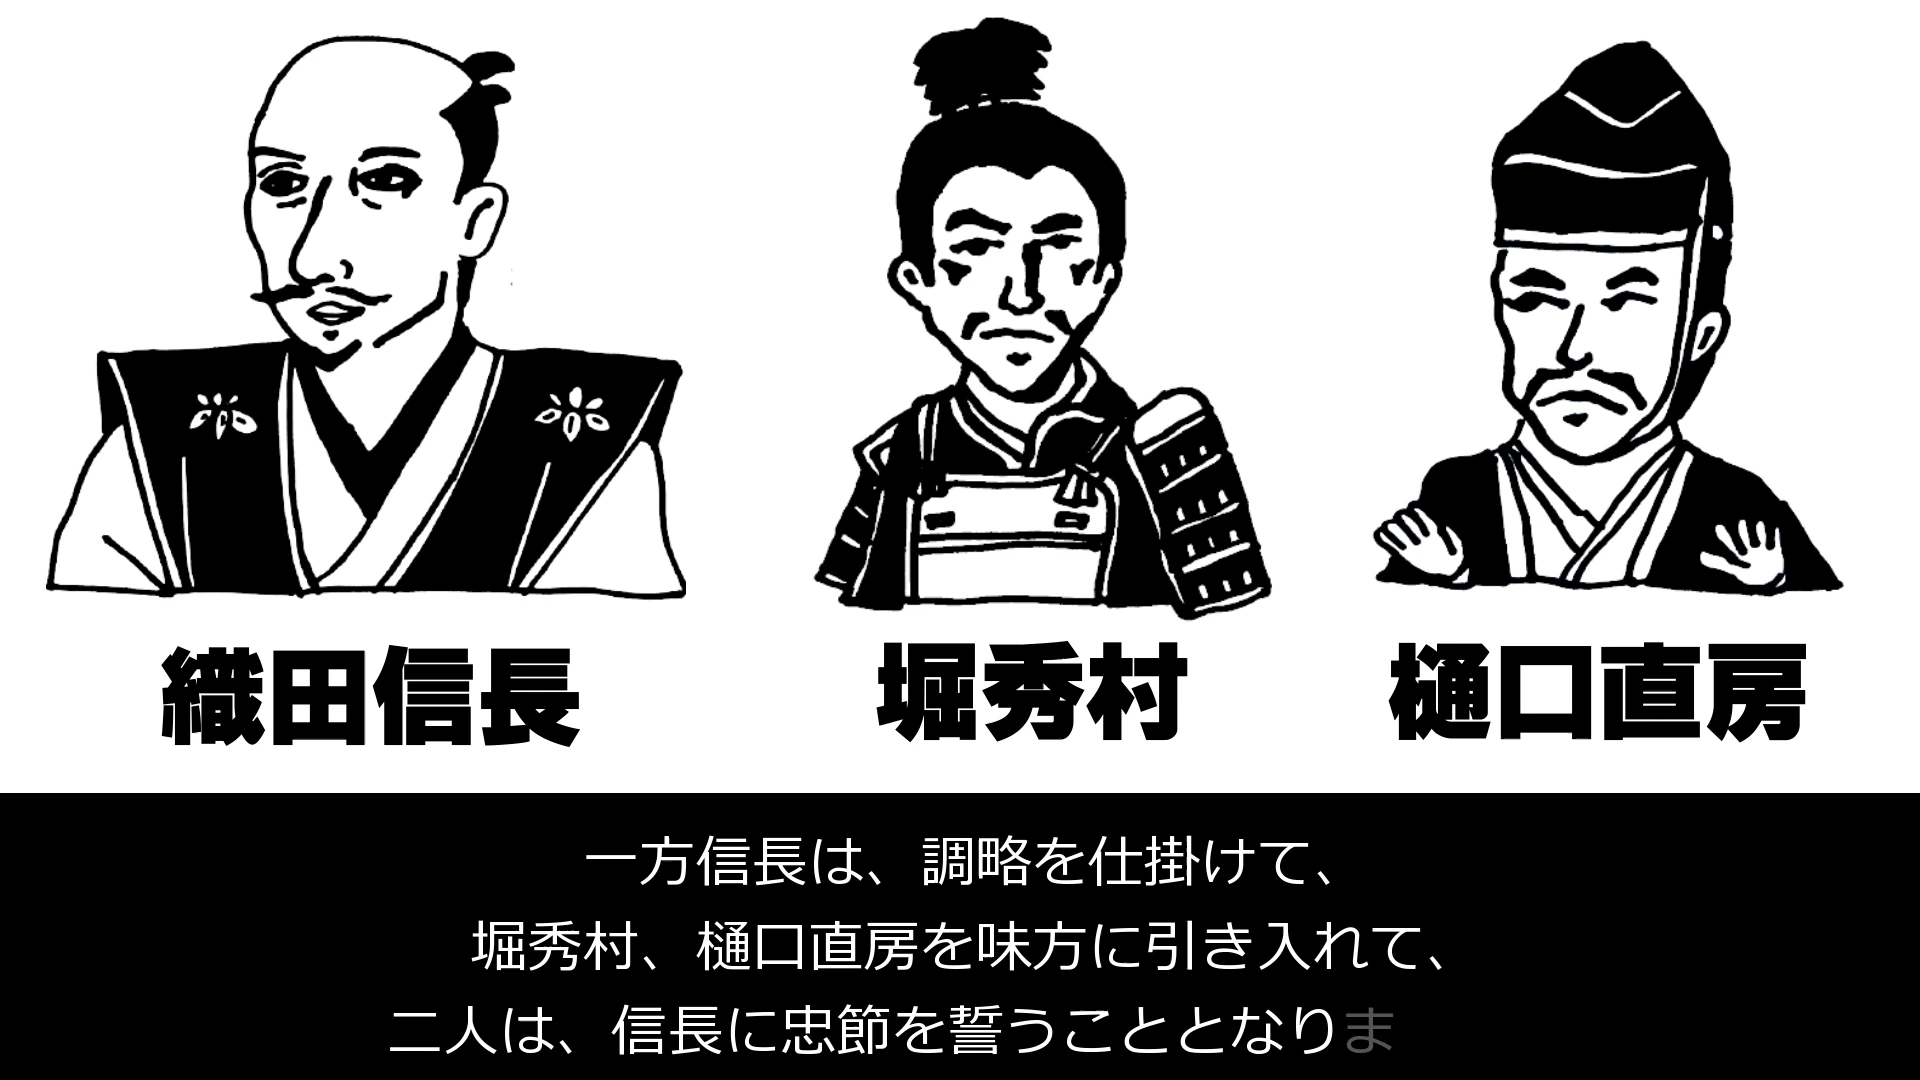 織田信長
堀秀村
樋口直房
一方信長は、調略を仕掛けて、
堀秀村、樋口直房を味方に引き入れて、
二人は、信長に忠節を誓うこととなりま